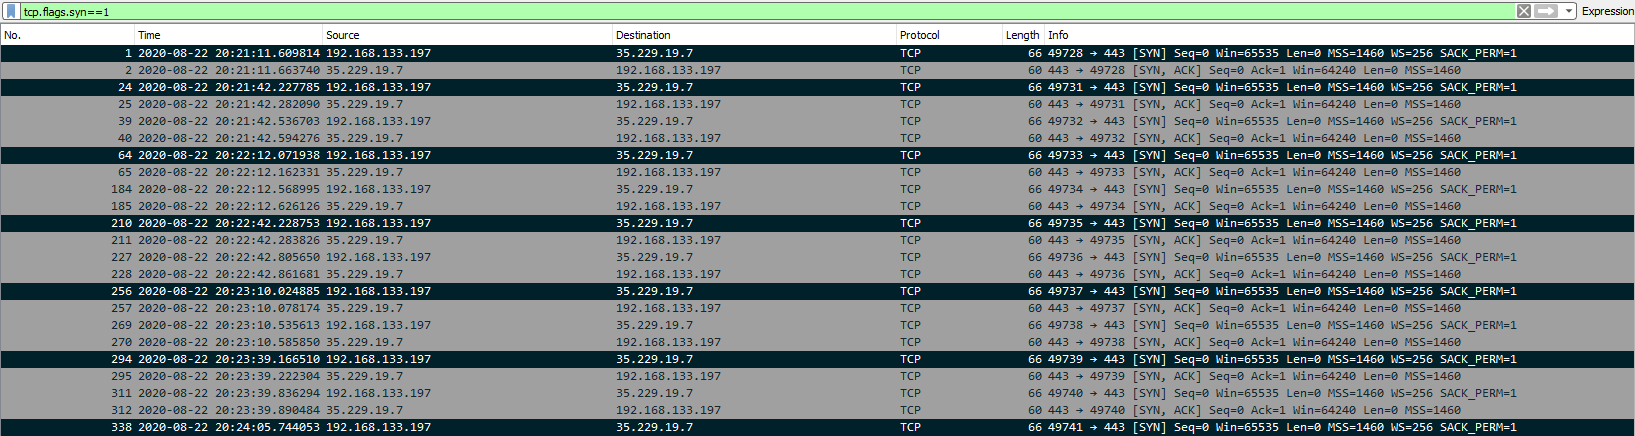 tcp.flags.syn==1 Expression
No. Time Source Destination Protocol Length Info
1 2020-08-22 20:21:11.609814 192.168.133.197 35.229.19.7 TCP 66 49728 → 443 [SYN] Seq=0 Win=65535 Len=0 MSS=1460 WS=256 SACK_PERM=1
2 2020-08-22 20:21:11.663740 35.229.19.7 192.168.133.197 TCP 60 443 → 49728 [SYN, ACK] Seq=0 Ack=1 Win=64240 Len=0 MSS=1460
24 2020-08-22 20:21:42.227785 192.168.133.197 35.229.19.7 TCP 66 49731 → 443 [SYN] Seq=0 Win=65535 Len=0 MSS=1460 WS=256 SACK_PERM=1
25 2020-08-22 20:21:42.282090 35.229.19.7 192.168.133.197 TCP 60 443 → 49731 [SYN, ACK] Seq=0 Ack=1 Win=64240 Len=0 MSS=1460
39 2020-08-22 20:21:42.536703 192.168.133.197 35.229.19.7 TCP 66 49732 → 443 [SYN] Seq=0 Win=65535 Len=0 MSS=1460 WS=256 SACK_PERM=1
40 2020-08-22 20:21:42.594276 35.229.19.7 192.168.133.197 TCP 60 443 → 49732 [SYN, ACK] Seq=0 Ack=1 Win=64240 Len=0 MSS=1460
64 2020-08-22 20:22:12.071938 192.168.133.197 35.229.19.7 TCP 66 49733 → 443 [SYN] Seq=0 Win=65535 Len=0 MSS=1460 WS=256 SACK_PERM=1
65 2020-08-22 20:22:12.162331 35.229.19.7 192.168.133.197 TCP 60 443 → 49733 [SYN, ACK] Seq=0 Ack=1 Win=64240 Len=0 MSS=1460
184 2020-08-22 20:22:12.568995 192.168.133.197 35.229.19.7 TCP 66 49734 → 443 [SYN] Seq=0 Win=65535 Len=0 MSS=1460 WS=256 SACK_PERM=1
185 2020-08-22 20:22:12.626126 35.229.19.7 192.168.133.197 TCP 60 443 → 49734 [SYN, ACK] Seq=0 Ack=1 Win=64240 Len=0 MSS=1460
210 2020-08-22 20:22:42.228753 192.168.133.197 35.229.19.7 TCP 66 49735 → 443 [SYN] Seq=0 Win=65535 Len=0 MSS=1460 WS=256 SACK_PERM=1
211 2020-08-22 20:22:42.283826 35.229.19.7 192.168.133.197 TCP 60 443 → 49735 [SYN, ACK] Seq=0 Ack=1 Win=64240 Len=0 MSS=1460
227 2020-08-22 20:22:42.805650 192.168.133.197 35.229.19.7 TCP 66 49736 → 443 [SYN] Seq=0 Win=65535 Len=0 MSS=1460 WS=256 SACK_PERM=1
228 2020-08-22 20:22:42.861681 35.229.19.7 192.168.133.197 TCP 60 443 → 49736 [SYN, ACK] Seq=0 Ack=1 Win=64240 Len=0 MSS=1460
256 2020-08-22 20:23:10.024885 192.168.133.197 35.229.19.7 TCP 66 49737 → 443 [SYN] Seq=0 Win=65535 Len=0 MSS=1460 WS=256 SACK_PERM=1
257 2020-08-22 20:23:10.078174 35.229.19.7 192.168.133.197 TCP 60 443 → 49737 [SYN, ACK] Seq=0 Ack=1 Win=64240 Len=0 MSS=1460
269 2020-08-22 20:23:10.535613 192.168.133.197 35.229.19.7 TCP 66 49738 → 443 [SYN] Seq=0 Win=65535 Len=0 MSS=1460 WS=256 SACK_PERM=1
270 2020-08-22 20:23:10.585850 35.229.19.7 192.168.133.197 TCP 60 443 → 49738 [SYN, ACK] Seq=0 Ack=1 Win=64240 Len=0 MSS=1460
294 2020-08-22 20:23:39.166510 192.168.133.197 35.229.19.7 TCP 66 49739 → 443 [SYN] Seq=0 Win=65535 Len=0 MSS=1460 WS=256 SACK_PERM=1
295 2020-08-22 20:23:39.222304 35.229.19.7 192.168.133.197 TCP 60 443 → 49739 [SYN, ACK] Seq=0 Ack=1 Win=64240 Len=0 MSS=1460
311 2020-08-22 20:23:39.836294 192.168.133.197 35.229.19.7 TCP 66 49740 → 443 [SYN] Seq=0 Win=65535 Len=0 MSS=1460 WS=256 SACK_PERM=1
312 2020-08-22 20:23:39.890484 35.229.19.7 192.168.133.197 TCP 60 443 → 49740 [SYN, ACK] Seq=0 Ack=1 Win=64240 Len=0 MSS=1460
338 2020-08-22 20:24:05.744053 192.168.133.197 35.229.19.7 TCP 66 49741 → 443 [SYN] Seq=0 Win=65535 Len=0 MSS=1460 WS=256 SACK_PERM=1